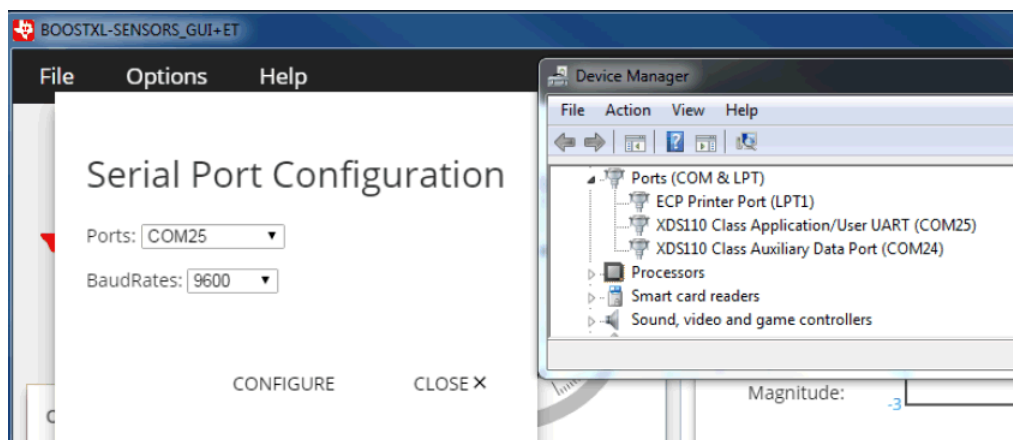 BOOSTXL-SENSORS_GUI+ET
File Options Help
Serial Port Configuration
Ports: COM25
BaudRates: 9600
CONFIGURE CLOSE ×
Device Manager
File Action View Help
Ports (COM & LPT)
ECP Printer Port (LPT1)
XDS110 Class Application/User UART (COM25)
XDS110 Class Auxiliary Data Port (COM24)
Processors
Smart card readers
Sound, video and game controllers
Magnitude:
-3